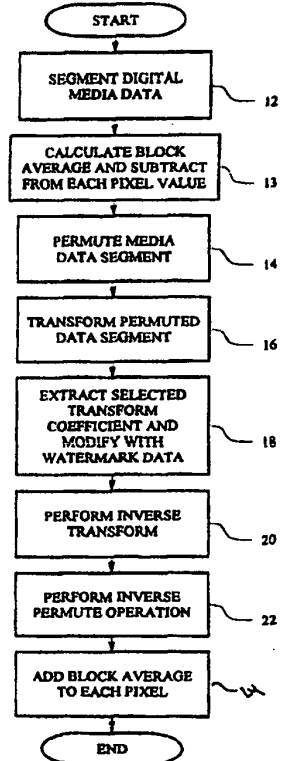 START
SEGMENT DIGITAL
MEDIA DATA
12
CALCULATE BLOCK
AVERAGE AND SUBTRACT
FROM EACH PIXEL VALUE
13
PERMUTE MEDIA
DATA SEGMENT
14
TRANSFORM PERMUTED
DATA SEGMENT
16
EXTRACT SELECTED
TRANSFORM
COEFFICIENT AND
MODIFY WITH
WATERMARK DATA
18
PERFORM INVERSE
TRANSFORM
20
PERFORM INVERSE
PERMUTE OPERATION
22
ADD BLOCK AVERAGE
TO EACH PIXEL
END